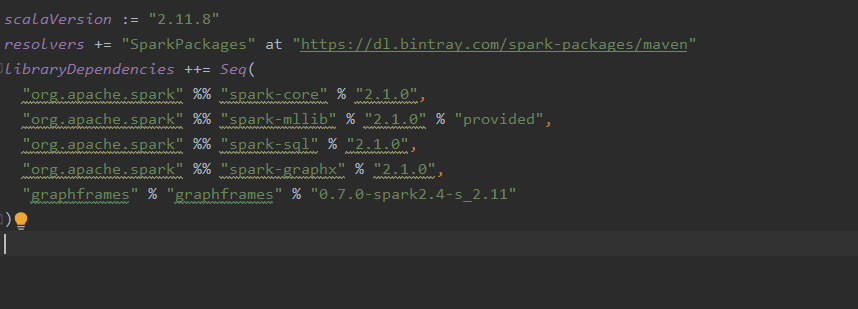 scalaVersion := "2.11.8"
resolvers += "SparkPackages" at "https://dl.bintray.com/spark-packages/maven"
libraryDependencies ++= Seq(
  "org.apache.spark" %% "spark-core" % "2.1.0",
  "org.apache.spark" %% "spark-mllib" % "2.1.0" % "provided",
  "org.apache.spark" %% "spark-sql" % "2.1.0",
  "org.apache.spark" %% "spark-graphx" % "2.1.0",
  "graphframes" % "graphframes" % "0.7.0-spark2.4-s_2.11"
)